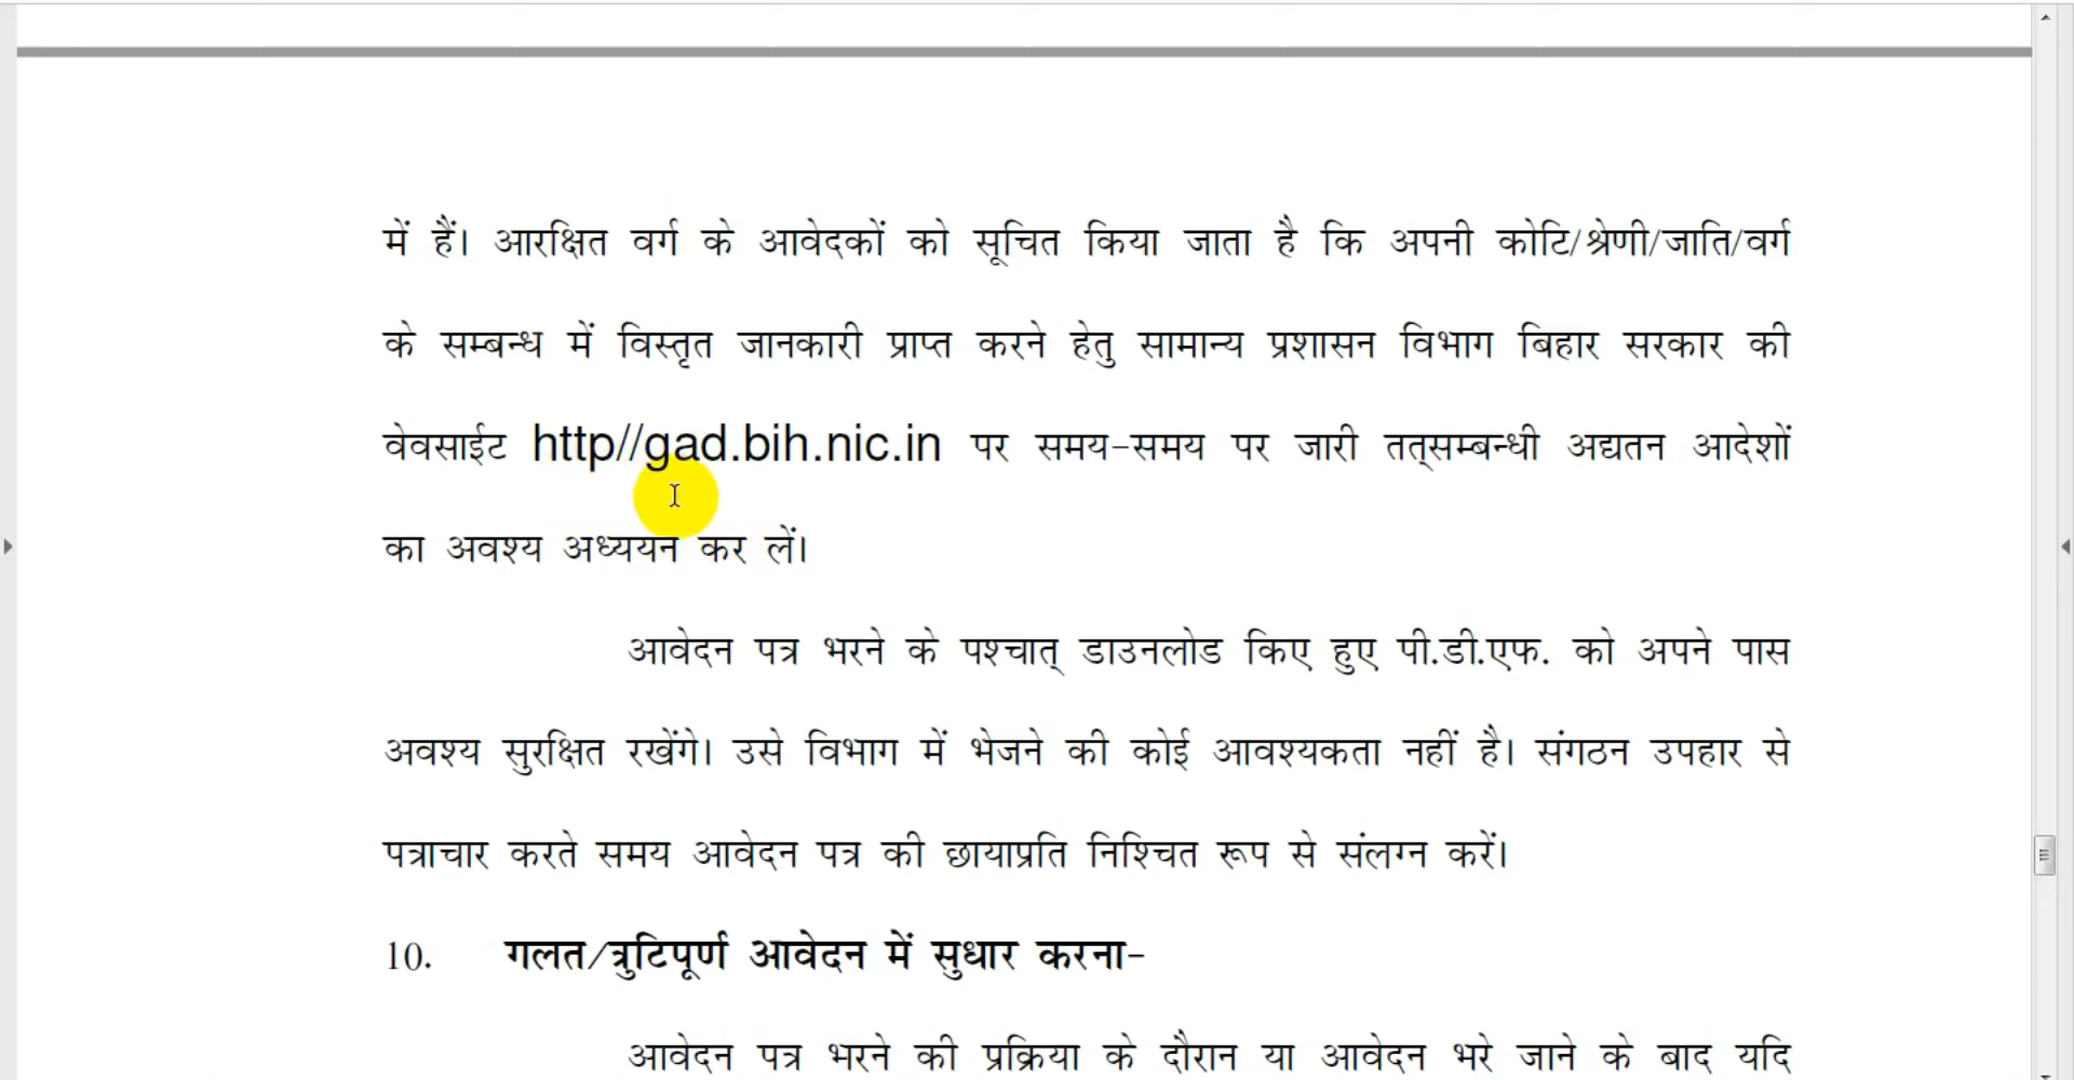 में हैं। आरक्षित वर्ग के आवेदकों को सूचित किया जाता है कि अपनी कोटि/श्रेणी/जाति/वर्ग
के सम्बन्ध में विस्तृत जानकारी प्राप्त करने हेतु सामान्य प्रशासन विभाग बिहार सरकार की
वेवसाईट http//gad.bih.nic.in पर समय-समय पर जारी तत्सम्बन्धी अद्यतन आदेशों
का अवश्य अध्ययन कर लें।
आवेदन पत्र भरने के पश्चात् डाउनलोड किए हुए पी.डी.एफ. को अपने पास
अवश्य सुरक्षित रखेंगे। उसे विभाग में भेजने की कोई आवश्यकता नहीं है। संगठन उपहार से
पत्राचार करते समय आवेदन पत्र की छायाप्रति निश्चित रूप से संलग्न करें।
10. गलत/त्रुटिपूर्ण आवेदन में सुधार करना-
आवेदन पत्र भरने की प्रक्रिया के दौरान या आवेदन भरे जाने के बाद यदि